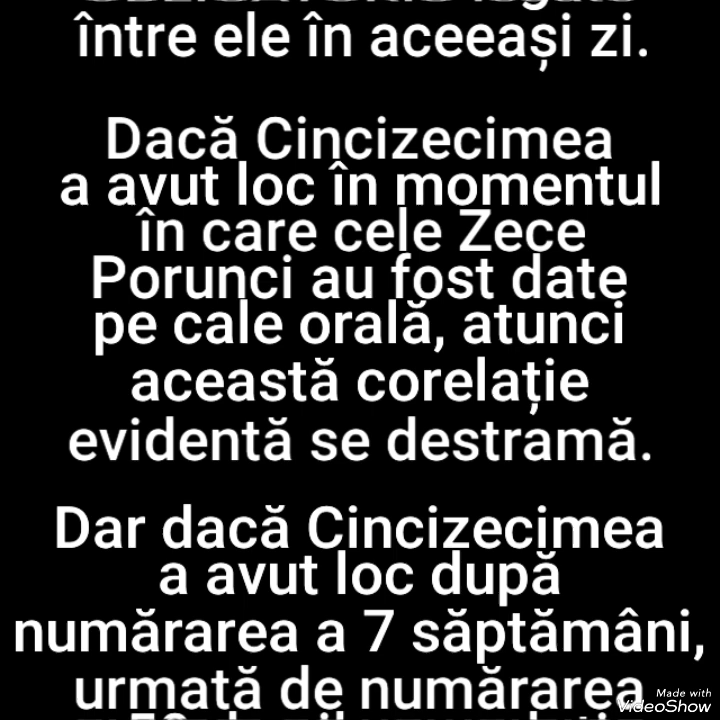 între ele în aceeași zi.
Dacă Cincizecimea
a avut loc în momentul
în care cele Zece
Porunci au fost date
pe cale orală, atunci
această corelație
evidentă se destramă.
Dar dacă Cincizecimea
a avut loc după
numărarea a 7 săptămâni,
urmată de numărarea
Made with
VideoShow